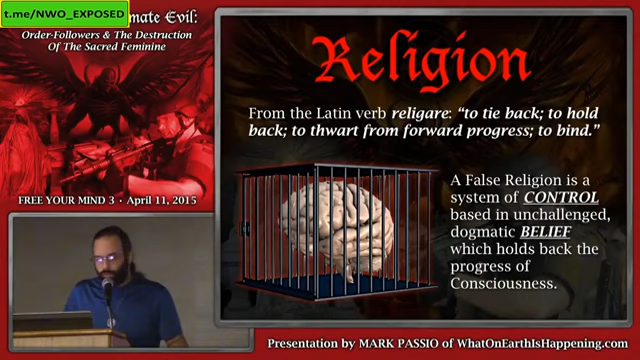 t.me/NWO_EXPOSED
mate Evil:
Order-Followers & The Destruction
Of The Sacred Feminine
FREE YOUR MIND 3 · April 11, 2015
Religion
From the Latin verb religare: “to tie back; to hold
back; to thwart from forward progress; to bind.”
A False Religion is a
system of CONTROL
based in unchallenged,
dogmatic BELIEF
which holds back the
progress of
Consciousness.
Presentation by MARK PASSIO of WhatOnEarthIsHappening.com